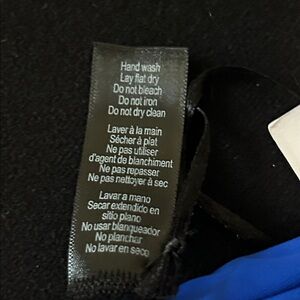 Hand wash
Lay flat dry
Do not bleach
Do not iron
Do not dry clean
Laver à la main
Sécher à plat
Ne pas utiliser
d'agent de blanchiment
Ne pas repasser
Ne pas nettoyer à sec
Lavar a mano
Secar extendido en
sitio plano
No usar blanqueador
No planchar
No lavar en seco